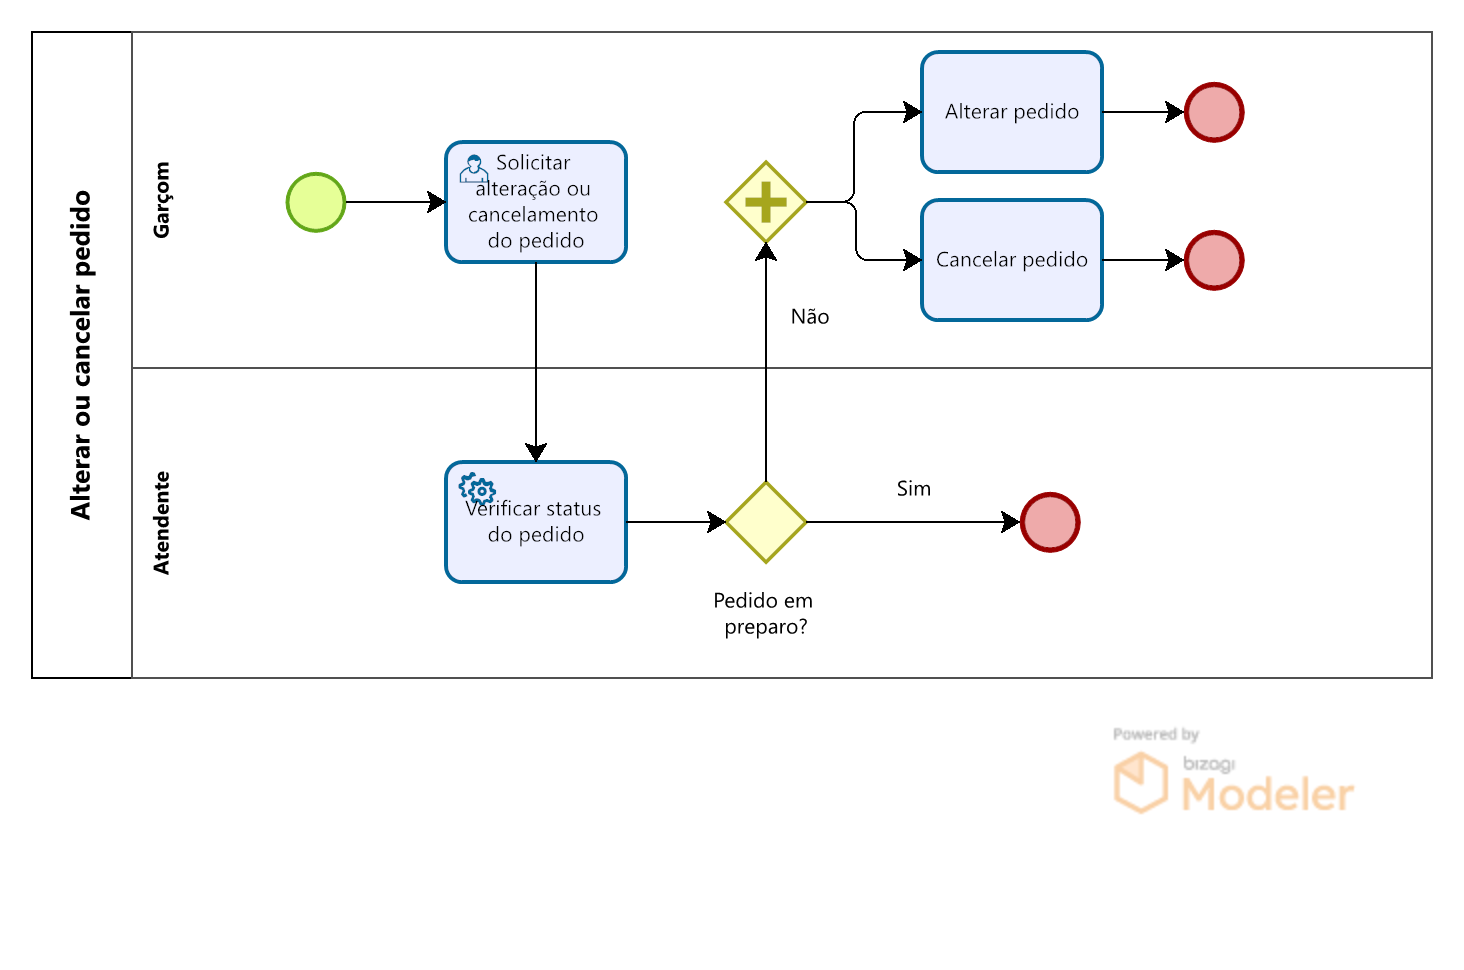 Alterar ou cancelar pedido
Garçom
Solicitar
alteração ou
cancelamento
do pedido
Alterar pedido
Cancelar pedido
Não
Atendente
Verificar status
do pedido
Sim
Pedido em
preparo?
Powered by
bizagi
Modeler